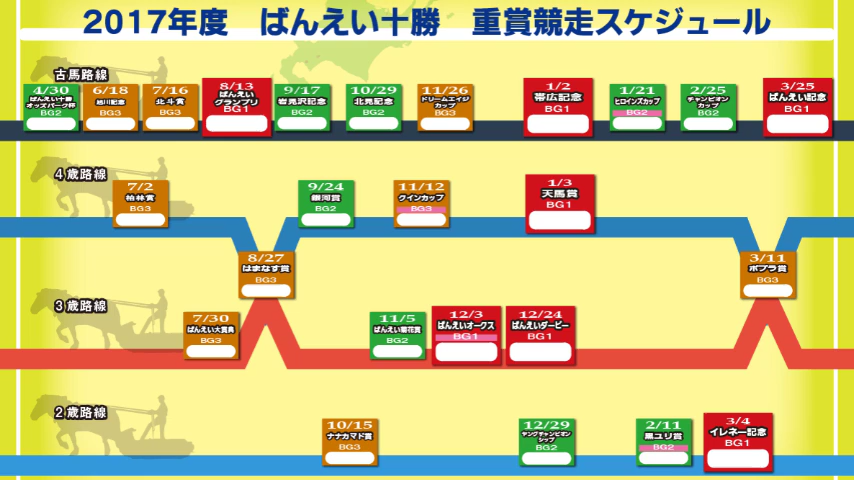 2017年度 ばんえい十勝 重賞競走スケジュール
古馬路線
4/30
ばんえい十勝
オッズパーク杯
BG2
6/18
旭川記念
BG3
7/16
北斗賞
BG3
8/13
ばんえい
グランプリ
BG1
9/17
岩見沢記念
BG2
10/29
北見記念
BG2
11/26
ドリームエイジ
カップ
BG3
1/2
帯広記念
BG1
1/21
ヒロインズカップ
BG2
2/25
チャンピオン
カップ
BG2
3/25
ばんえい記念
BG1
4歳路線
7/2
柏林賞
BG3
9/24
銀河賞
BG2
11/12
クインカップ
BG3
1/3
天馬賞
BG1
8/27
はまなす賞
BG3
3/11
ポプラ賞
BG3
3歳路線
7/30
ばんえい大賞典
BG3
11/5
ばんえい菊花賞
BG2
12/3
ばんえいオークス
BG1
12/24
ばんえいダービー
BG1
2歳路線
10/15
ナナカマド賞
BG3
12/29
ヤングチャンピオン
シップ
BG2
2/11
黒ユリ賞
BG2
3/4
イレネー記念
BG1